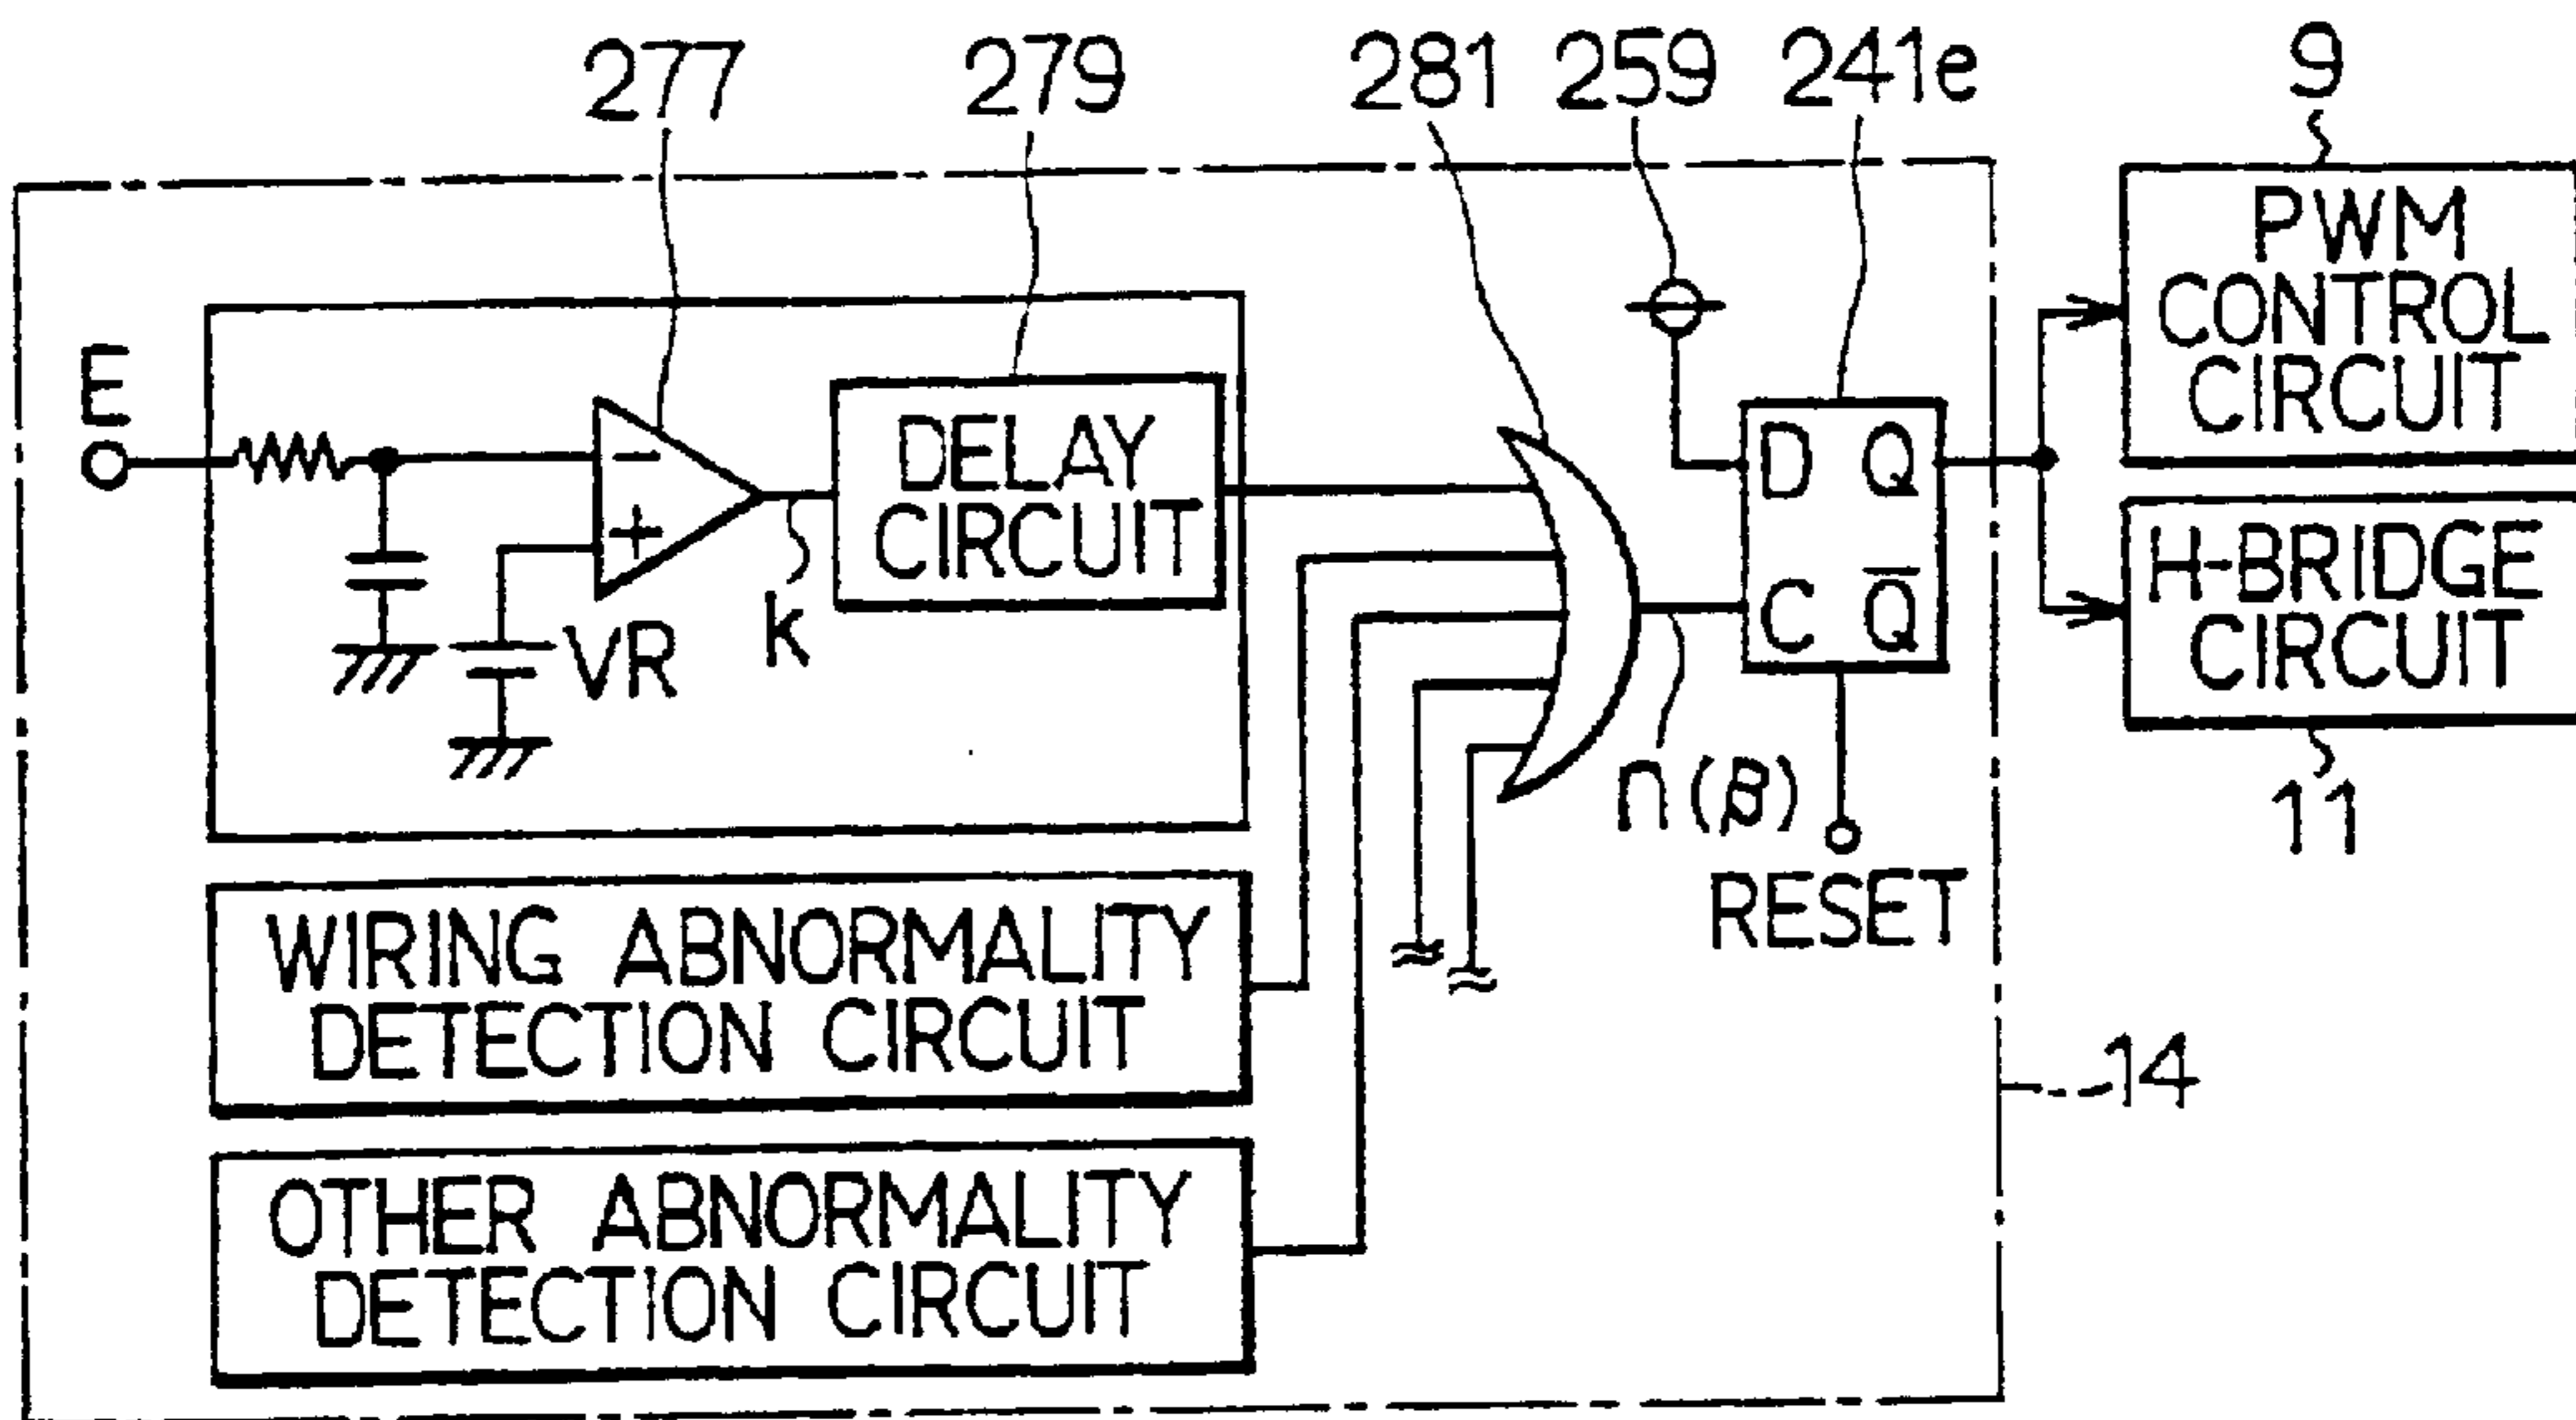 277
279
281
259
241e
9
PWM
CONTROL
CIRCUIT
E
−
+
DELAY
CIRCUIT
k
VR
D Q
C Q̅
n(β)
RESET
H-BRIDGE
CIRCUIT
11
WIRING ABNORMALITY
DETECTION CIRCUIT
14
OTHER ABNORMALITY
DETECTION CIRCUIT